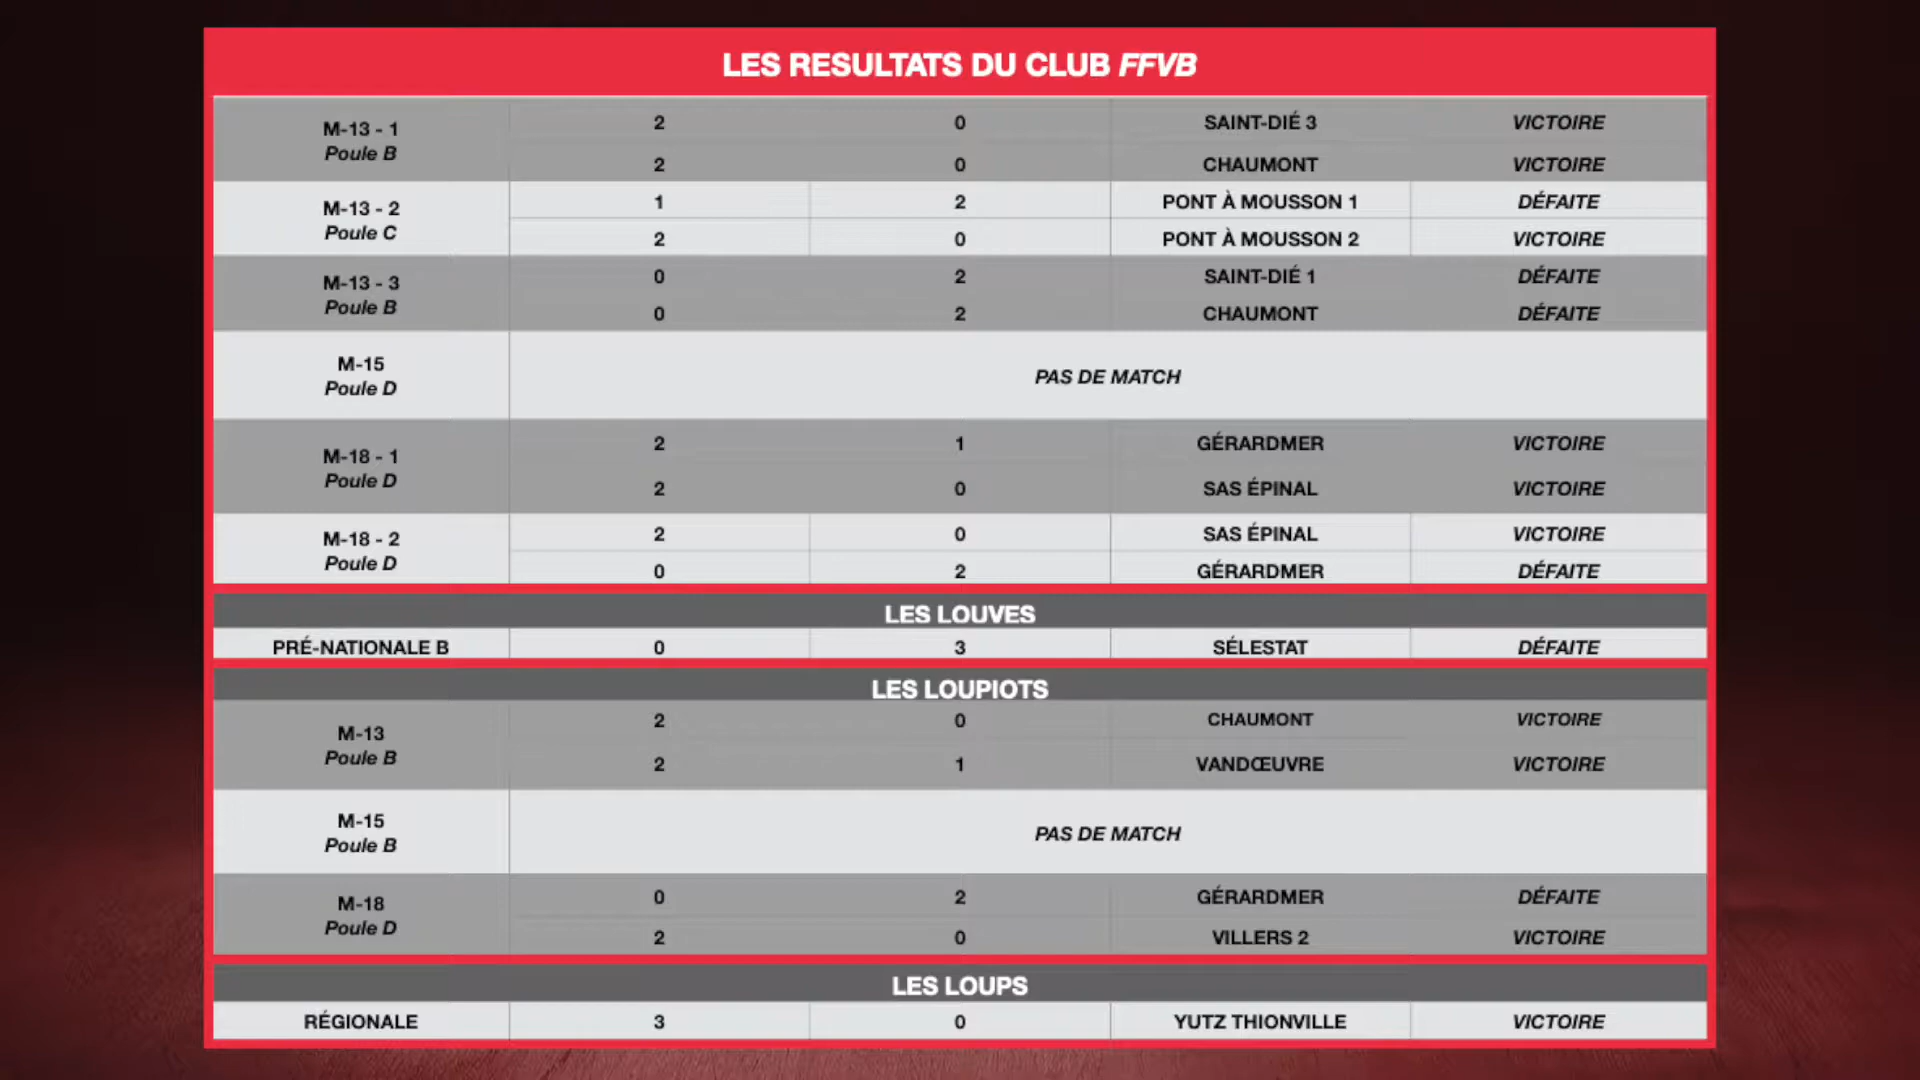 LES RESULTATS DU CLUB FFVB
M-13 - 1
Poule B
2 0 SAINT-DIÉ 3 VICTOIRE
2 0 CHAUMONT VICTOIRE
M-13 - 2
Poule C
1 2 PONT À MOUSSON 1 DÉFAITE
2 0 PONT À MOUSSON 2 VICTOIRE
M-13 - 3
Poule B
0 2 SAINT-DIÉ 1 DÉFAITE
0 2 CHAUMONT DÉFAITE
M-15
Poule D
PAS DE MATCH
M-18 - 1
Poule D
2 1 GÉRARDMER VICTOIRE
2 0 SAS ÉPINAL VICTOIRE
M-18 - 2
Poule D
2 0 SAS ÉPINAL VICTOIRE
0 2 GÉRARDMER DÉFAITE
LES LOUVES
PRÉ-NATIONALE B 0 3 SÉLESTAT DÉFAITE
LES LOUPIOTS
M-13
Poule B
2 0 CHAUMONT VICTOIRE
2 1 VANDŒUVRE VICTOIRE
M-15
Poule B
PAS DE MATCH
M-18
Poule D
0 2 GÉRARDMER DÉFAITE
2 0 VILLERS 2 VICTOIRE
LES LOUPS
RÉGIONALE 3 0 YUTZ THIONVILLE VICTOIRE